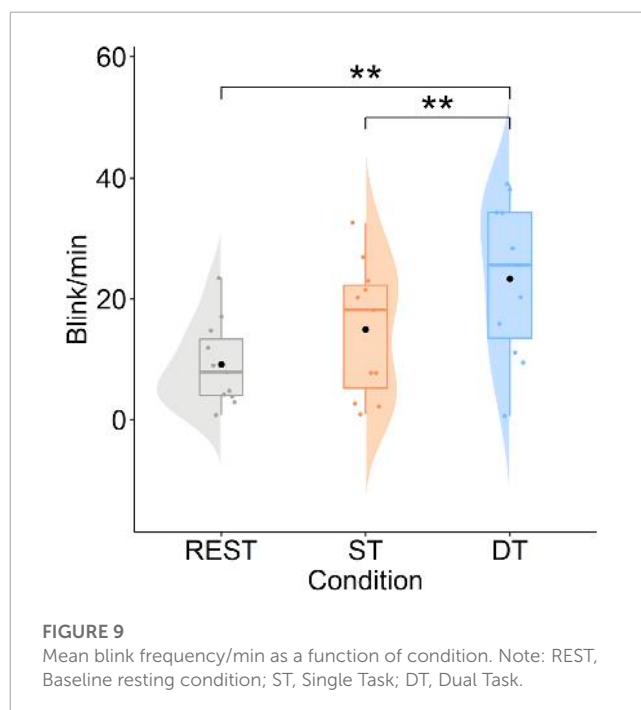 60
**
**
40
Blink/min
20
0
REST ST DT
Condition
FIGURE 9
Mean blink frequency/min as a function of condition. Note: REST,
Baseline resting condition; ST, Single Task; DT, Dual Task.